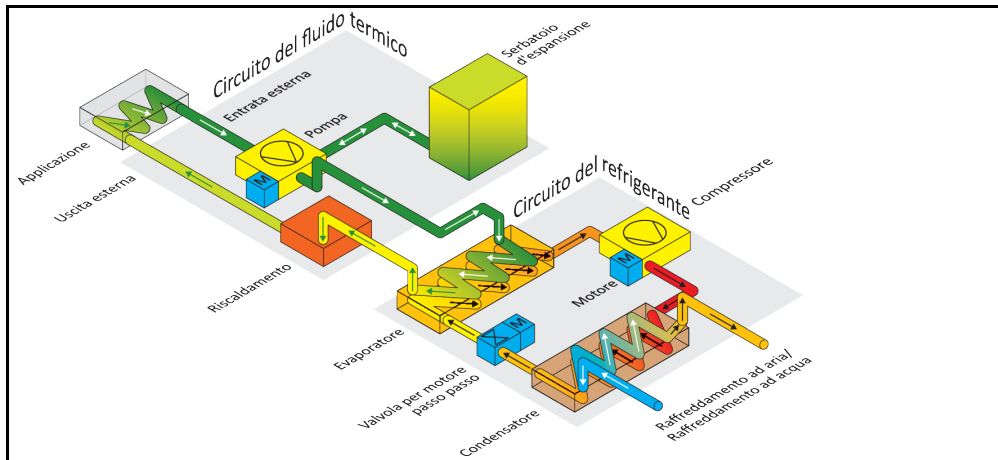 Circuito del fluido termico
Serbatoio
d'espansione
Entrata esterna
Pompa
Applicazione
Uscita esterna
M
Riscaldamento
Circuito del refrigerante
Compressore
M
Motore
Evaporatore
M
Valvola per motore
passo passo
Condensatore
Raffreddamento ad aria/
Raffreddamento ad acqua